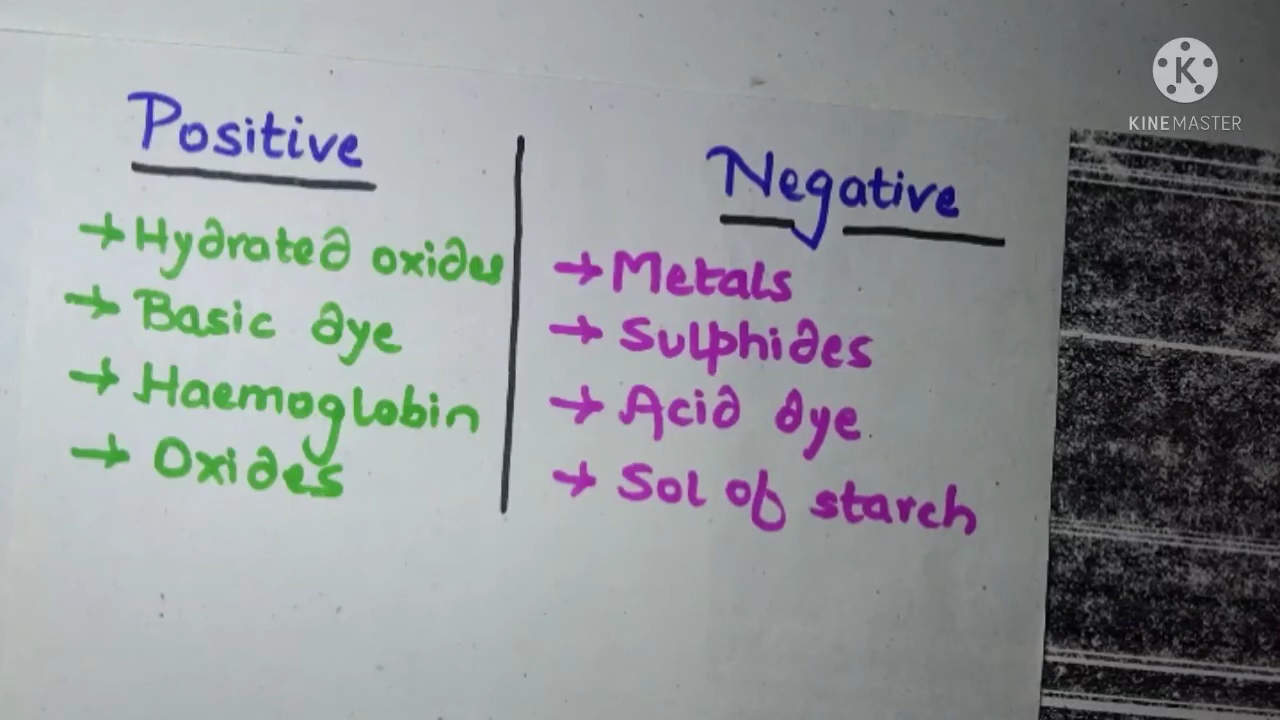 KINEMASTER
Positive
→ Hydrated oxides
→ Basic dye
→ Haemoglobin
→ Oxides
Negative
→ Metals
→ Sulphides
→ Acid dye
→ Sol of starch